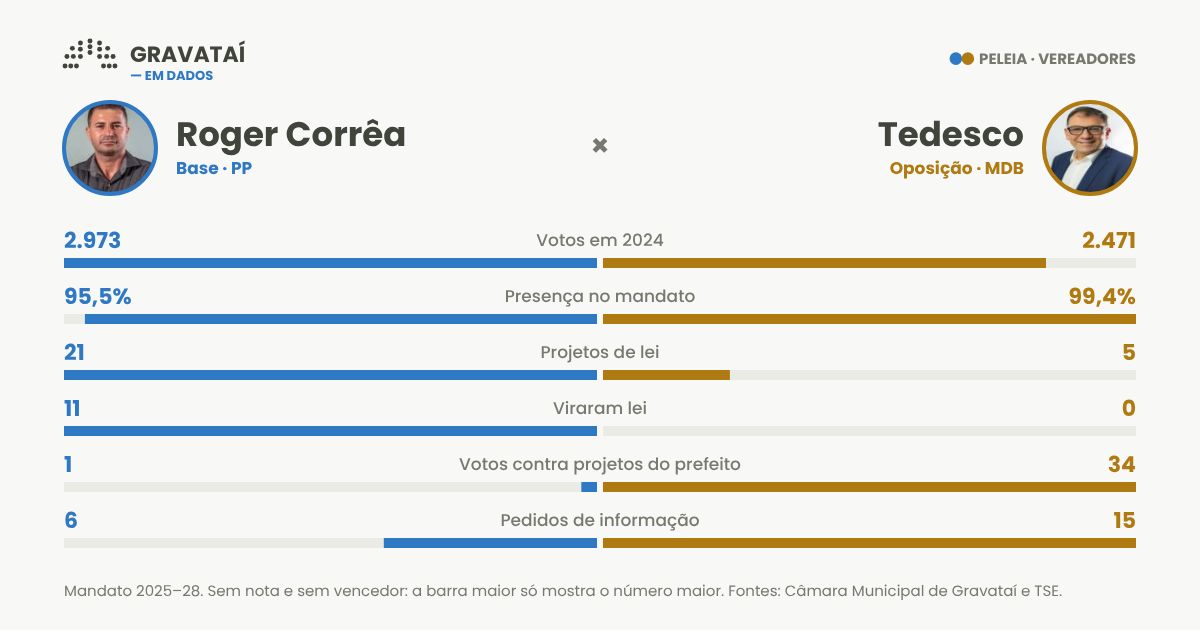 GRAVATAÍ
— EM DADOS
PELEIA · VEREADORES
Roger Corrêa
Base · PP
×
Tedesco
Oposição · MDB
2.973 Votos em 2024 2.471
95,5% Presença no mandato 99,4%
21 Projetos de lei 5
11 Viraram lei 0
1 Votos contra projetos do prefeito 34
6 Pedidos de informação 15
Mandato 2025–28. Sem nota e sem vencedor: a barra maior só mostra o número maior. Fontes: Câmara Municipal de Gravataí e TSE.